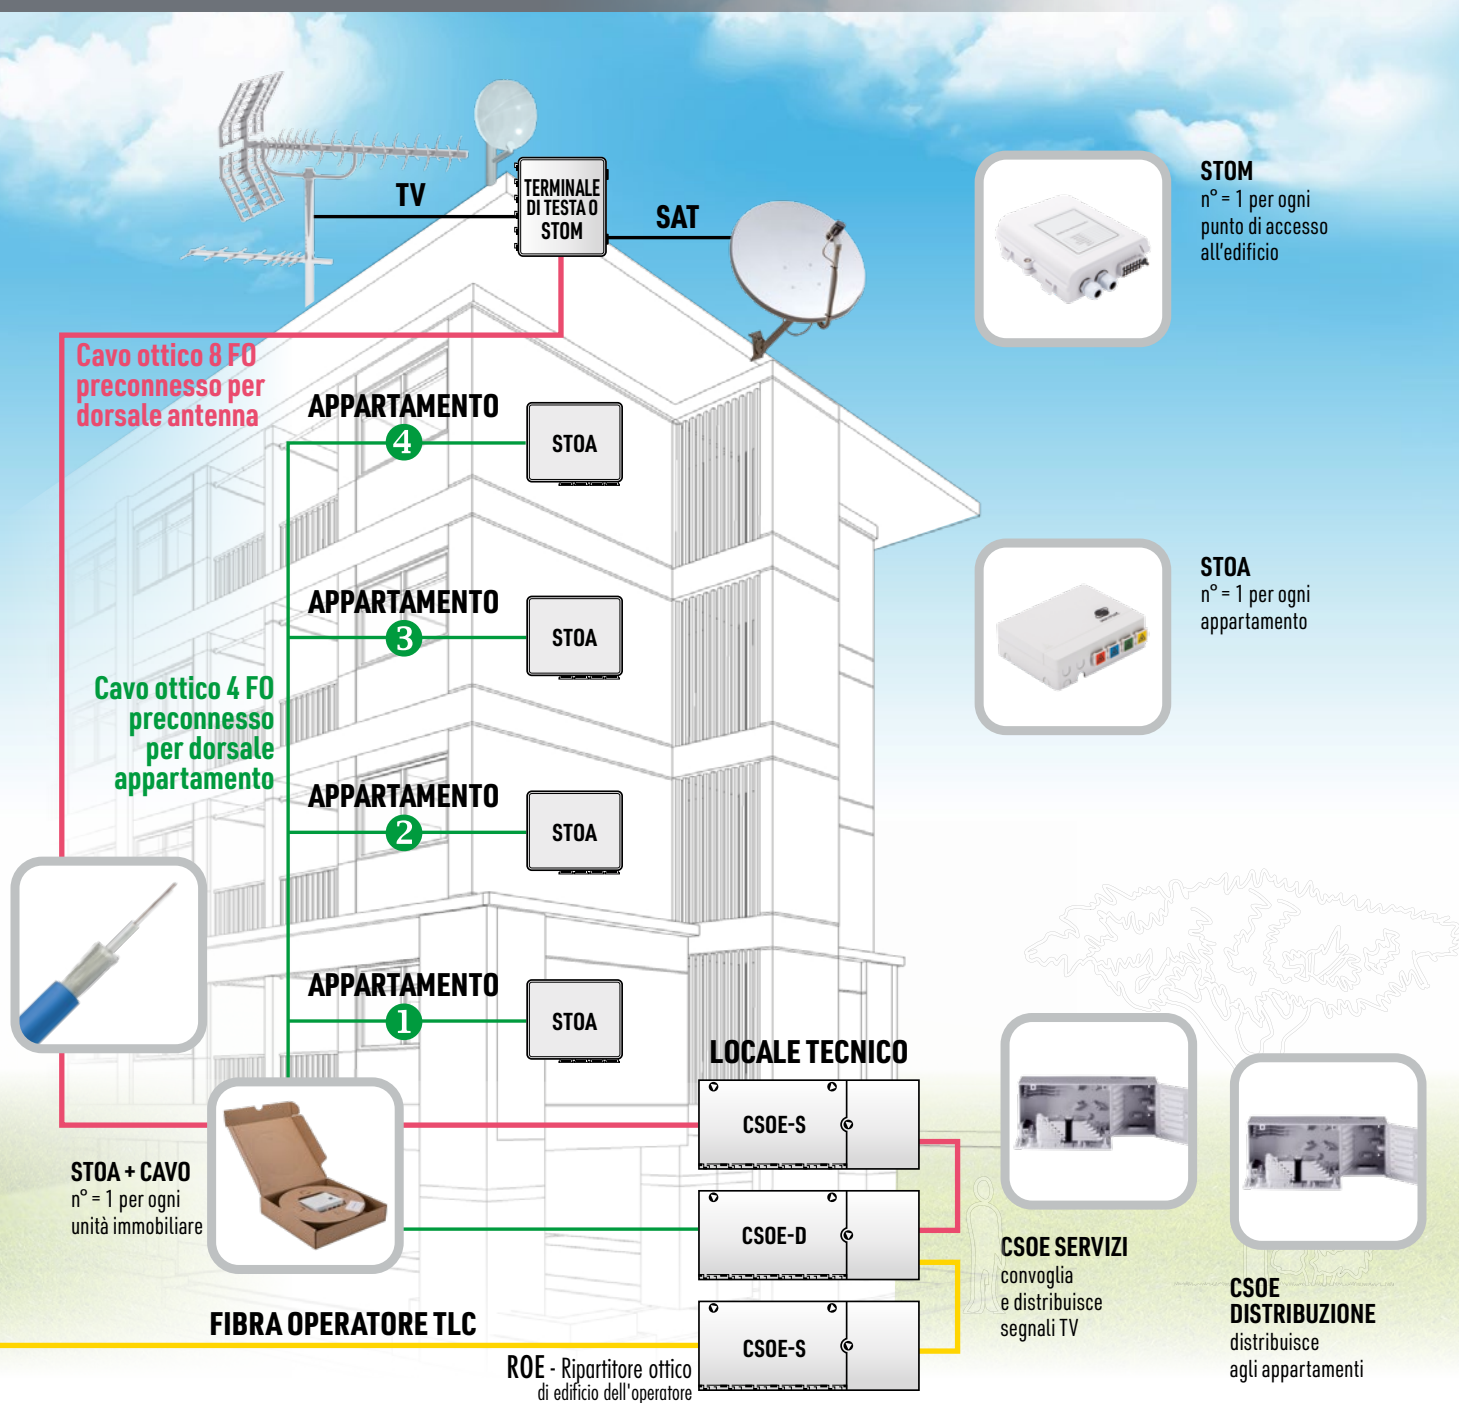 TV
TERMINALE
DI TESTA O
STOM
SAT
STOM
n° = 1 per ogni
punto di accesso
all'edificio
Cavo ottico 8 FO
preconnesso per
dorsale antenna
APPARTAMENTO
4
STOA
APPARTAMENTO
3
STOA
STOA
n° = 1 per ogni
appartamento
Cavo ottico 4 FO
preconnesso
per dorsale
appartamento
APPARTAMENTO
2
STOA
APPARTAMENTO
1
STOA
LOCALE TECNICO
CSOE-S
CSOE-D
CSOE-S
STOA + CAVO
n° = 1 per ogni
unità immobiliare
CSOE SERVIZI
convoglia
e distribuisce
segnali TV
CSOE
DISTRIBUZIONE
distribuisce
agli appartamenti
FIBRA OPERATORE TLC
ROE - Ripartitore ottico
di edificio dell'operatore